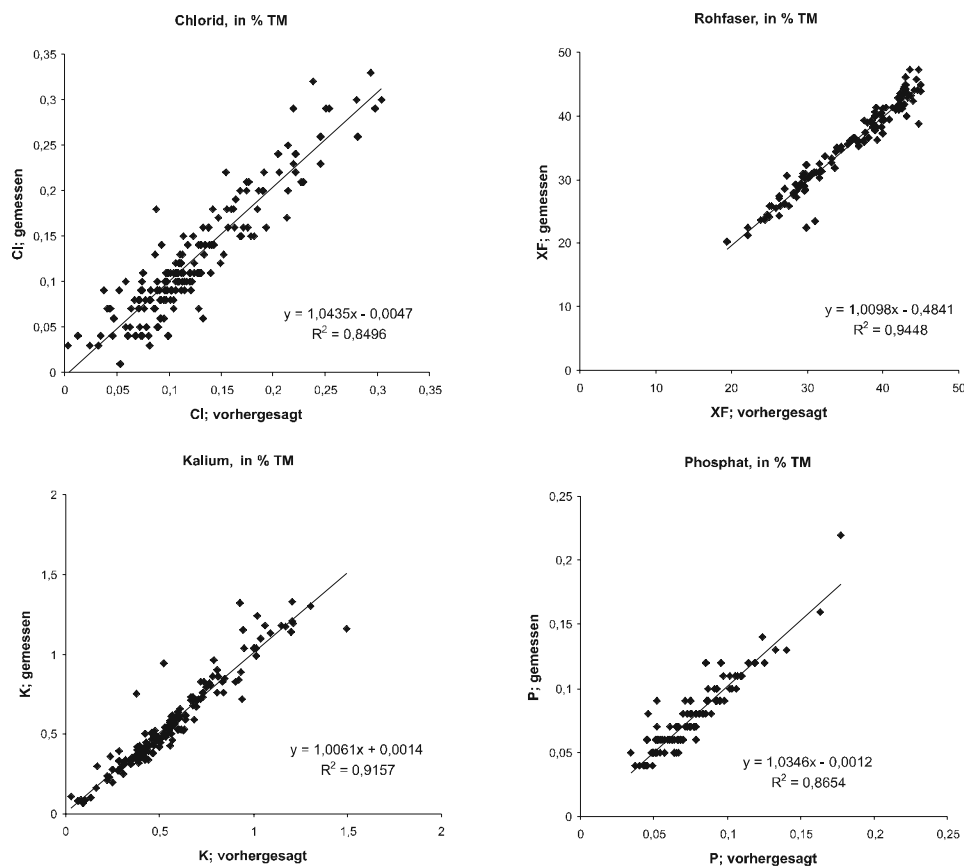 Chlorid, in % TM
0,35
0,3
0,25
0,2
0,15
0,1
0,05
0
Cl; gemessen
y = 1,0435x - 0,0047
R² = 0,8496
0 0,05 0,1 0,15 0,2 0,25 0,3 0,35
Cl; vorhergesagt
Rohfaser, in % TM
50
40
30
20
10
0
XF; gemessen
y = 1,0098x - 0,4841
R² = 0,9448
0 10 20 30 40 50
XF; vorhergesagt
Kalium, in % TM
2
1,5
1
0,5
0
K; gemessen
y = 1,0061x + 0,0014
R² = 0,9157
0 0,5 1 1,5 2
K; vorhergesagt
Phosphat, in % TM
0,25
0,2
0,15
0,1
0,05
0
P; gemessen
y = 1,0346x - 0,0012
R² = 0,8654
0 0,05 0,1 0,15 0,2 0,25
P; vorhergesagt